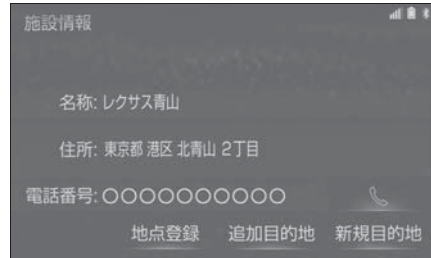 施設情報
名称: レクサス青山
住所: 東京都 港区 北青山 2丁目
電話番号: ○○○○○○○○○○
地点登録 追加目的地 新規目的地